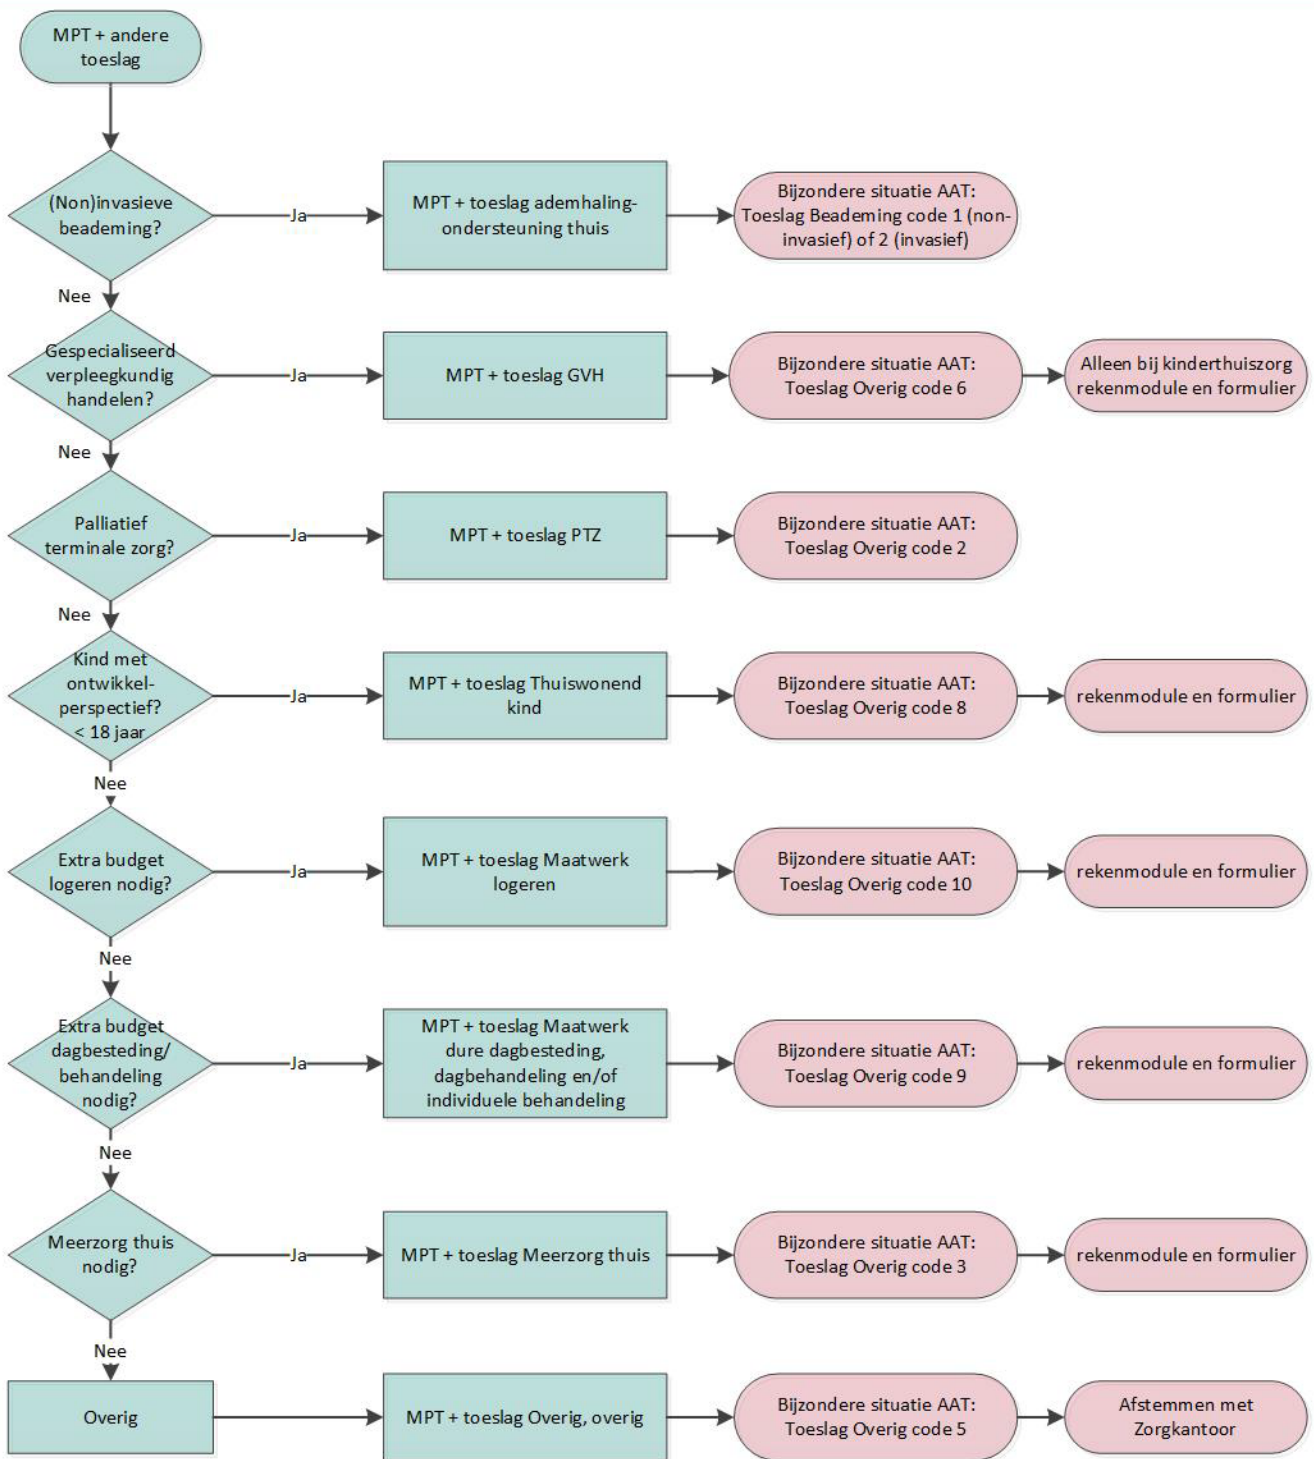 MPT + andere
toeslag
(Non)invasieve
beademing?
Ja
MPT + toeslag ademhaling-
ondersteuning thuis
Bijzondere situatie AAT:
Toeslag Beademing code 1 (non-
invasief) of 2 (invasief)
Nee
Gespecialiseerd
verpleegkundig
handelen?
Ja
MPT + toeslag GVH
Bijzondere situatie AAT:
Toeslag Overig code 6
Alleen bij kinderthuiszorg
rekenmodule en formulier
Nee
Palliatief
terminale zorg?
Ja
MPT + toeslag PTZ
Bijzondere situatie AAT:
Toeslag Overig code 2
Nee
Kind met
ontwikkel-
perspectief?
< 18 jaar
Ja
MPT + toeslag Thuiswonend
kind
Bijzondere situatie AAT:
Toeslag Overig code 8
rekenmodule en formulier
Nee
Extra budget
logeren nodig?
Ja
MPT + toeslag Maatwerk
logeren
Bijzondere situatie AAT:
Toeslag Overig code 10
rekenmodule en formulier
Nee
Extra budget
dagbesteding/
behandeling
nodig?
Ja
MPT + toeslag Maatwerk
dure dagbesteding,
dagbehandeling en/of
individuele behandeling
Bijzondere situatie AAT:
Toeslag Overig code 9
rekenmodule en formulier
Nee
Meerzorg thuis
nodig?
Ja
MPT + toeslag Meerzorg thuis
Bijzondere situatie AAT:
Toeslag Overig code 3
rekenmodule en formulier
Nee
Overig
MPT + toeslag Overig, overig
Bijzondere situatie AAT:
Toeslag Overig code 5
Afstemmen met
Zorgkantoor